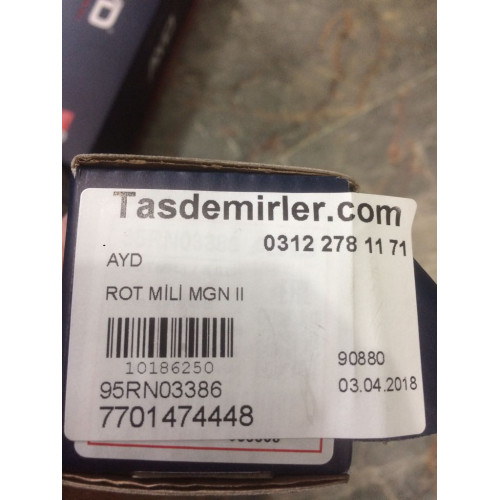 Tasdemirler.com
0312 278 11 71
AYD
ROT MİLİ MGN II
10186250
90880
95RN03386
03.04.2018
7701474448